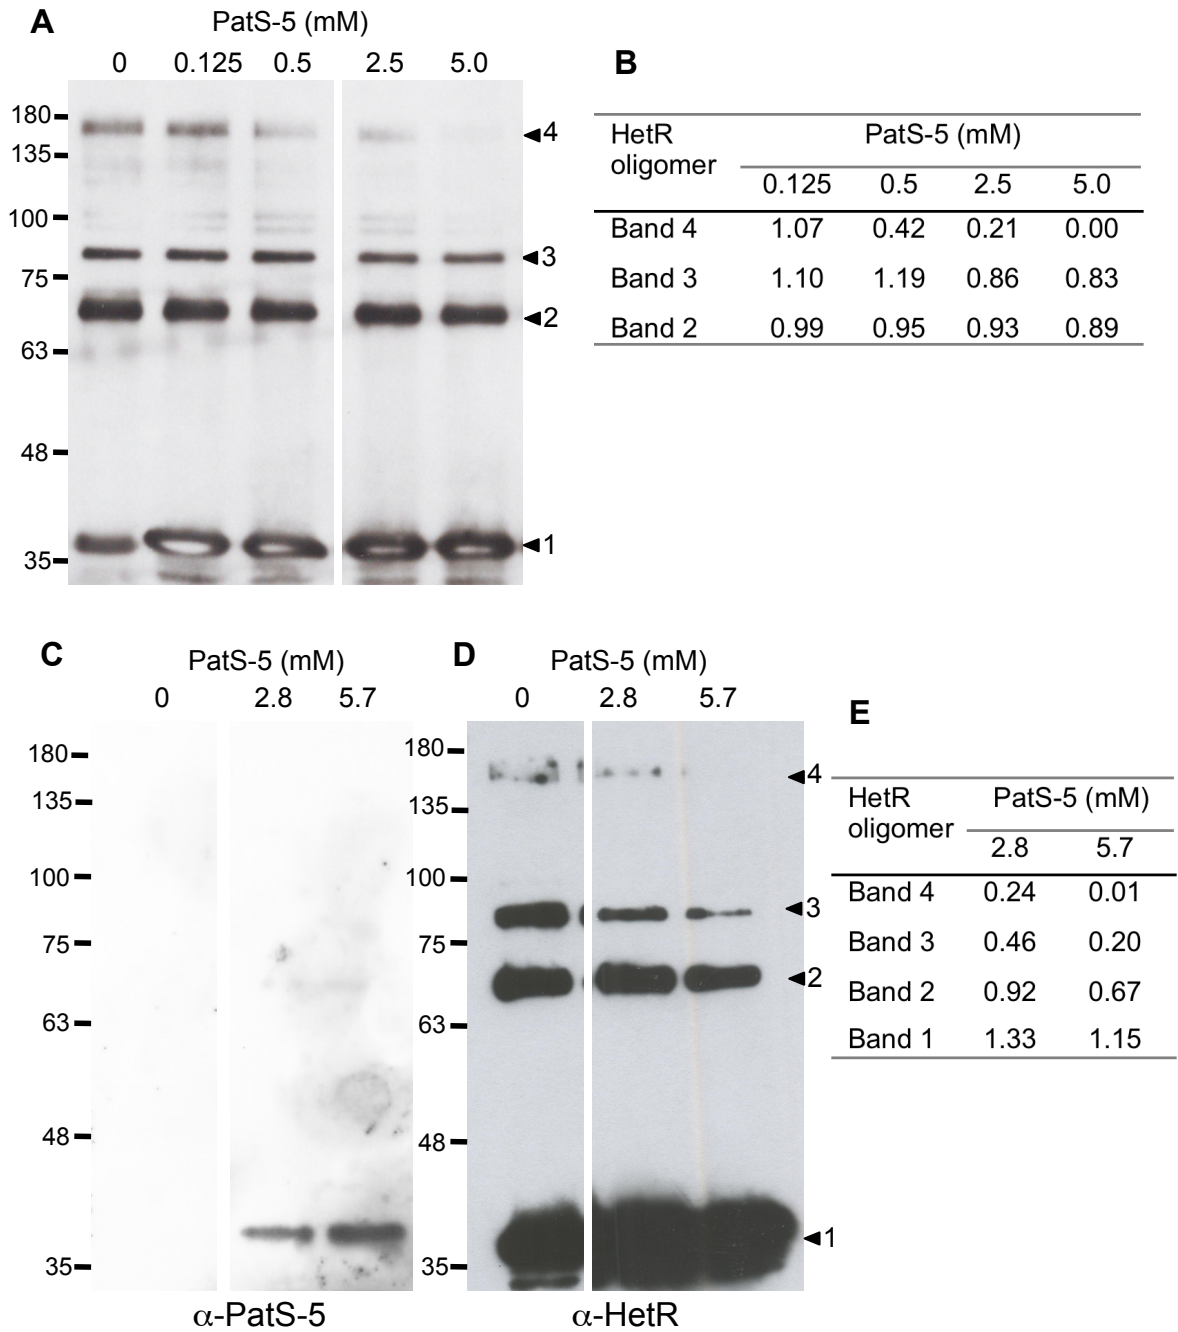 A
PatS-5 (mM)
0 0.125 0.5 2.5 5.0
180
135
100
75
63
48
35
4
3
2
1
B
HetR oligomer
PatS-5 (mM)
0.125 0.5 2.5 5.0
Band 4 1.07 0.42 0.21 0.00
Band 3 1.10 1.19 0.86 0.83
Band 2 0.99 0.95 0.93 0.89
C
PatS-5 (mM)
0 2.8 5.7
180
135
100
75
63
48
35
α-PatS-5
D
PatS-5 (mM)
0 2.8 5.7
180
135
100
75
63
48
35
4
3
2
1
α-HetR
E
HetR oligomer
PatS-5 (mM)
2.8 5.7
Band 4 0.24 0.01
Band 3 0.46 0.20
Band 2 0.92 0.67
Band 1 1.33 1.15